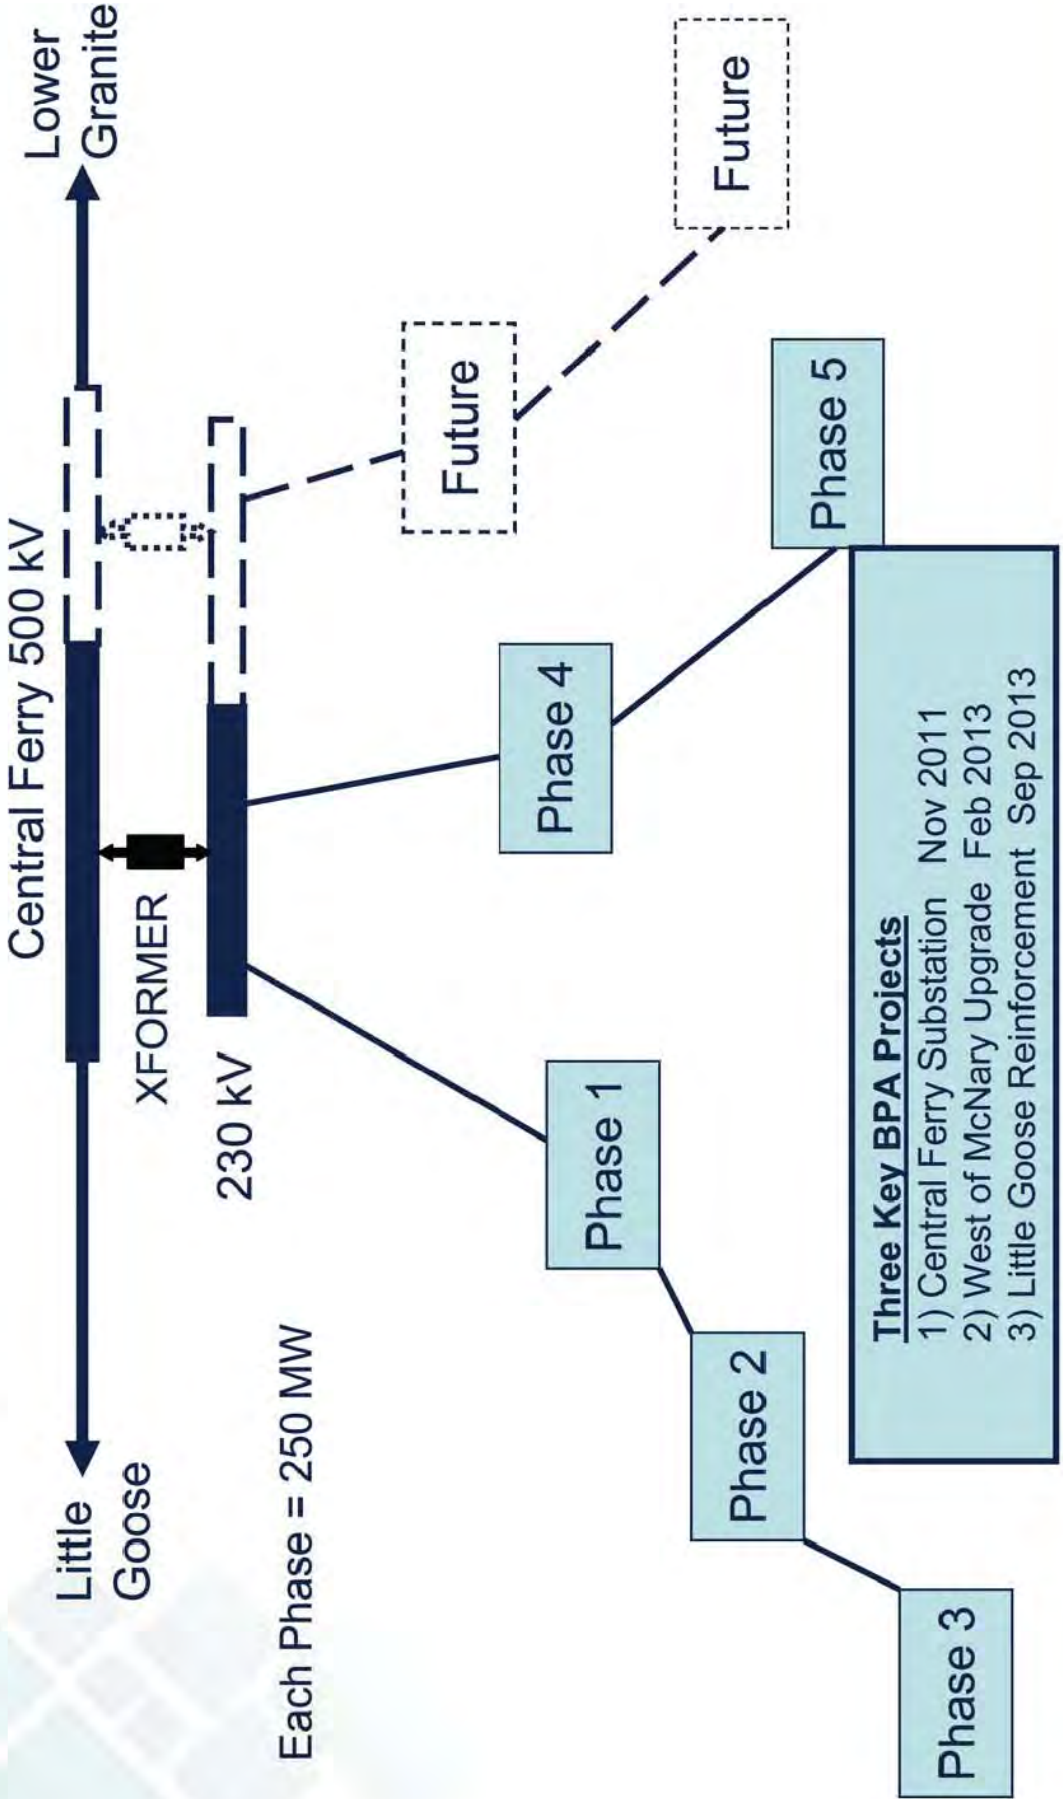 Central Ferry 500 kV
Little
Goose
Lower
Granite
XFORMER
230 kV
Each Phase = 250 MW
Future
Future
Phase 1
Phase 4
Phase 2
Phase 5
Phase 3
Three Key BPA Projects
1) Central Ferry Substation Nov 2011
2) West of McNary Upgrade Feb 2013
3) Little Goose Reinforcement Sep 2013